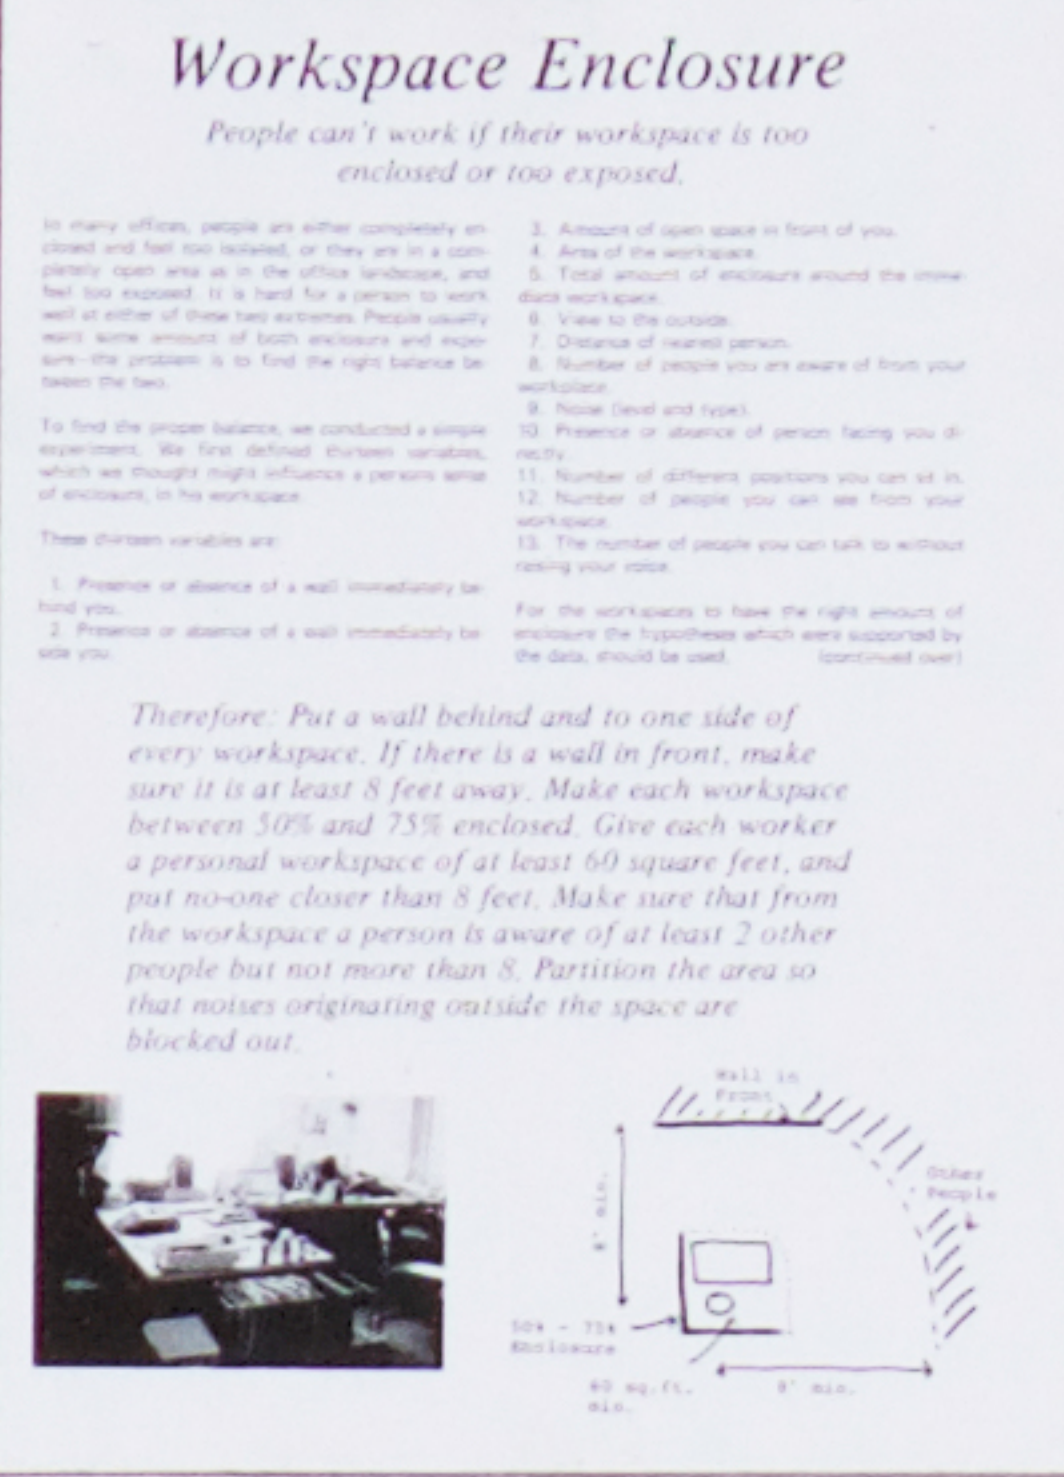 Workspace Enclosure
People can't work if their workspace is too
enclosed or too exposed.
In many offices, people are either completely en-
closed and feel too isolated, or they are in a com-
pletely open area as in the office landscape, and
feel too exposed. It is hard for a person to work
well at either of these two extremes. People usually
want some amount of both enclosure and expo-
sure—the problem is to find the right balance be-
tween the two.
To find the proper balance, we conducted a simple
experiment. We first defined thirteen variables,
which we thought might influence a persons sense
of enclosure, in his workspace.
These thirteen variables are:
1. Presence or absence of a wall immediately be-
hind you.
2. Presence or absence of a wall immediately be-
side you.
3. Amount of open space in front of you.
4. Area of the workspace.
5. Total amount of enclosure around the imme-
diate workspace.
6. View to the outside.
7. Distance of nearest person.
8. Number of people you are aware of from your
workplace.
9. Noise (level and type).
10. Presence or absence of person facing you di-
rectly.
11. Number of different positions you can sit in.
12. Number of people you can see from your
workspace.
13. The number of people you can talk to without
raising your voice.
For the workspaces to have the right amount of
enclosure the hypotheses which were supported by
the data, should be used. (continued over)
Therefore: Put a wall behind and to one side of
every workspace. If there is a wall in front, make
sure it is at least 8 feet away. Make each workspace
between 50% and 75% enclosed. Give each worker
a personal workspace of at least 60 square feet, and
put no-one closer than 8 feet. Make sure that from
the workspace a person is aware of at least 2 other
people but not more than 8. Partition the area so
that noises originating outside the space are
blocked out.
Wall in
Front
Other
People
8' min.
50% - 75%
Enclosure
60 sq.ft.
min.
8' min.